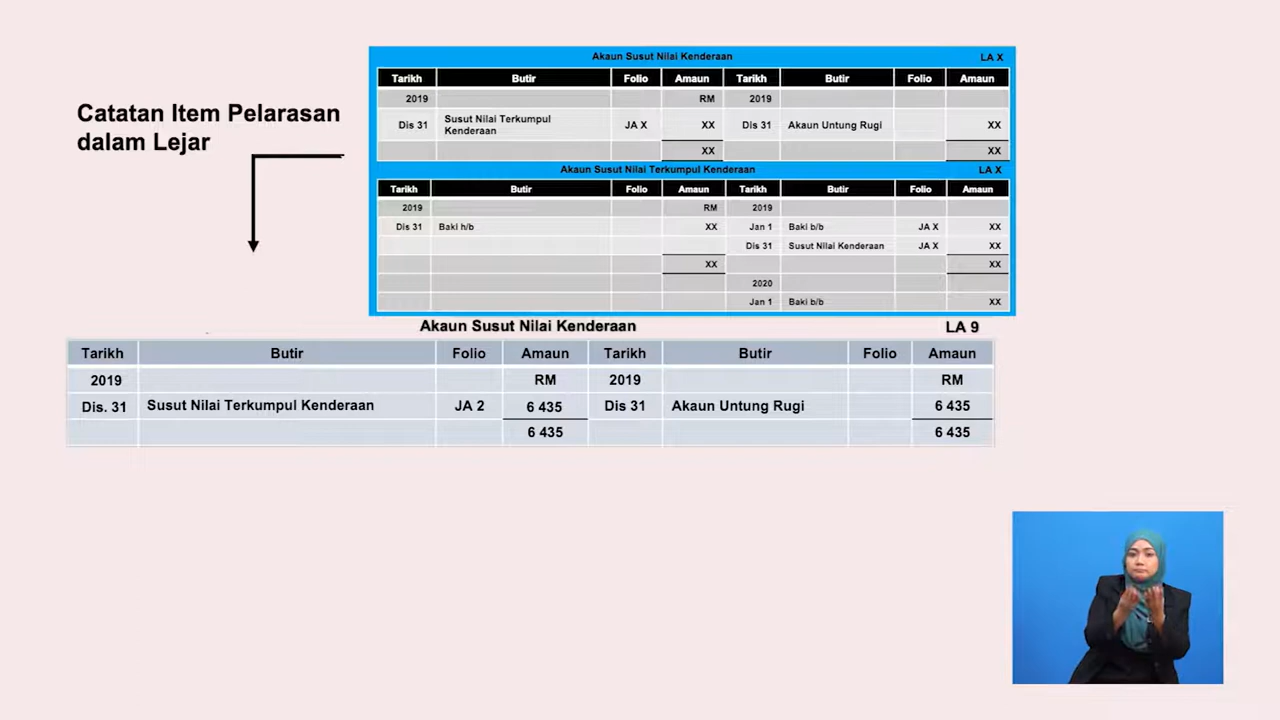 Catatan Item Pelarasan
dalam Lejar
Akaun Susut Nilai Kenderaan LA X
Tarikh Butir Folio Amaun Tarikh Butir Folio Amaun
2019 RM 2019
Dis 31 Susut Nilai Terkumpul Kenderaan JA X XX Dis 31 Akaun Untung Rugi XX
XX XX
Akaun Susut Nilai Terkumpul Kenderaan LA X
Tarikh Butir Folio Amaun Tarikh Butir Folio Amaun
2019 RM 2019
Dis 31 Baki h/b XX Jan 1 Baki b/b JA X XX
Dis 31 Susut Nilai Kenderaan JA X XX
XX XX
2020
Jan 1 Baki b/b XX
Akaun Susut Nilai Kenderaan LA 9
Tarikh Butir Folio Amaun Tarikh Butir Folio Amaun
2019 RM 2019 RM
Dis. 31 Susut Nilai Terkumpul Kenderaan JA 2 6 435 Dis 31 Akaun Untung Rugi 6 435
6 435 6 435